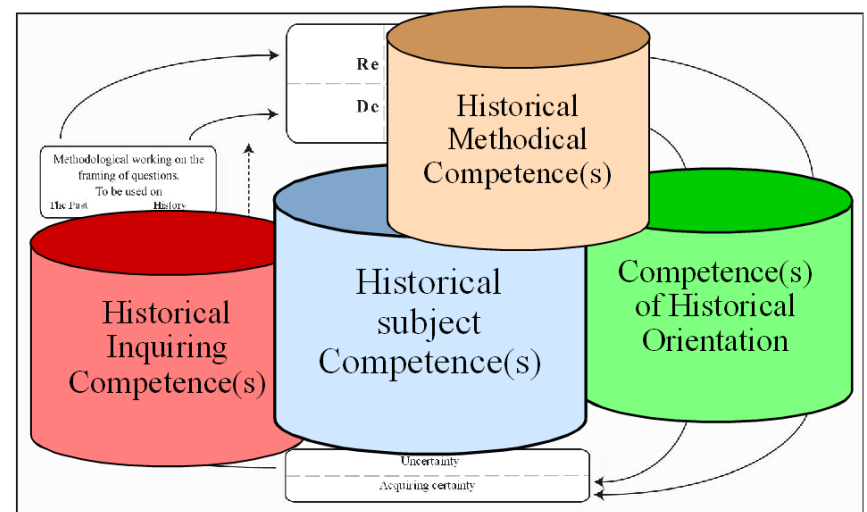 Re
De
Historical
Methodical
Competence(s)
Methodological working on the
framing of questions.
To be used on
The Past History
Historical
Inquiring
Competence(s)
Historical
subject
Competence(s)
Competence(s)
of Historical
Orientation
Uncertainty
Acquiring certainty